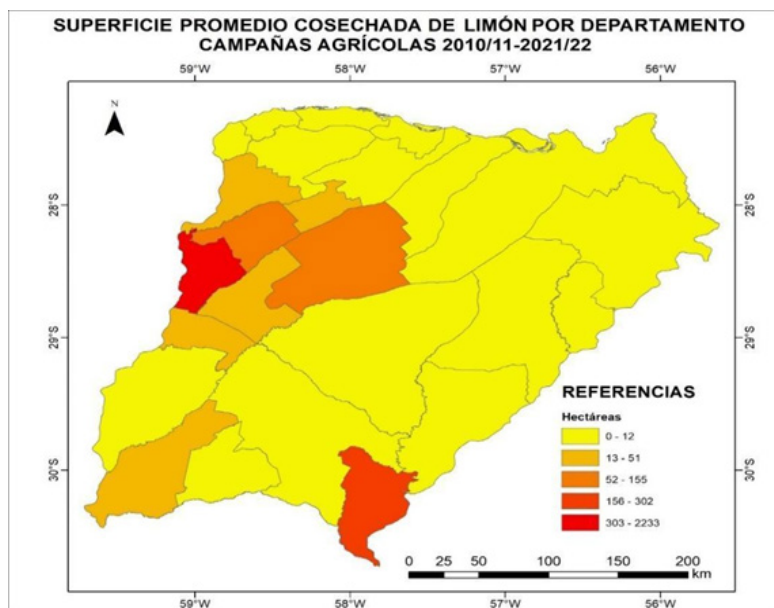 SUPERFICIE PROMEDIO COSECHADA DE LIMÓN POR DEPARTAMENTO
CAMPAÑAS AGRÍCOLAS 2010/11-2021/22
59°W 58°W 57°W 56°W
N
28°S 28°S
29°S 29°S
30°S 30°S
REFERENCIAS
Hectáreas
0 - 12
13 - 51
52 - 155
156 - 302
303 - 2233
0 25 50 100 150 200
km
59°W 58°W 57°W 56°W